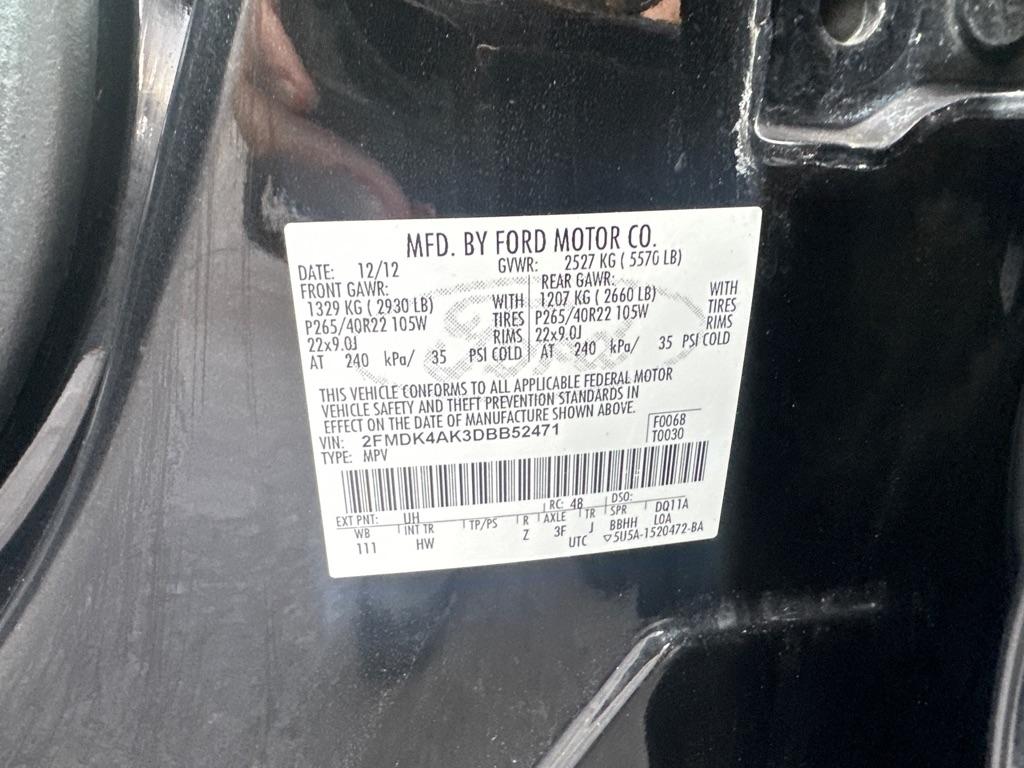 MFD. BY FORD MOTOR CO.
DATE: 12/12 GVWR: 2527 KG ( 5570 LB)
FRONT GAWR: REAR GAWR:
1329 KG ( 2930 LB) WITH 1207 KG ( 2660 LB) WITH
P265/40R22 105W TIRES P265/40R22 105W TIRES
22x9.0J RIMS 22x9.0J RIMS
AT 240 kPa/ 35 PSI COLD AT 240 kPa/ 35 PSI COLD
Ford
THIS VEHICLE CONFORMS TO ALL APPLICABLE FEDERAL MOTOR
VEHICLE SAFETY AND THEFT PREVENTION STANDARDS IN
EFFECT ON THE DATE OF MANUFACTURE SHOWN ABOVE.
VIN: 2FMDK4AK3DBB52471 F0068
TYPE: MPV T0030
EXT PNT: UH RC: 48 DSO:
WB INT TR TP/PS R AXLE TR SPR DQ11A
111 HW Z 3F J BBHH LOA
UTC ▽5U5A-1520472-BA